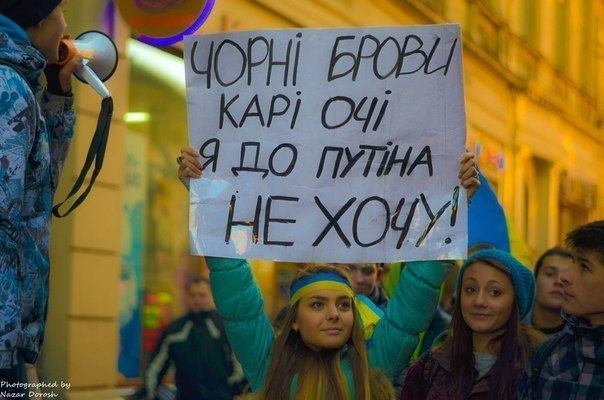 ЧОРНІ БРОВИ
КАРІ ОЧІ
Я ДО ПУТІНА
НЕ ХОЧУ!
Photographed by
Nazar Dorosh